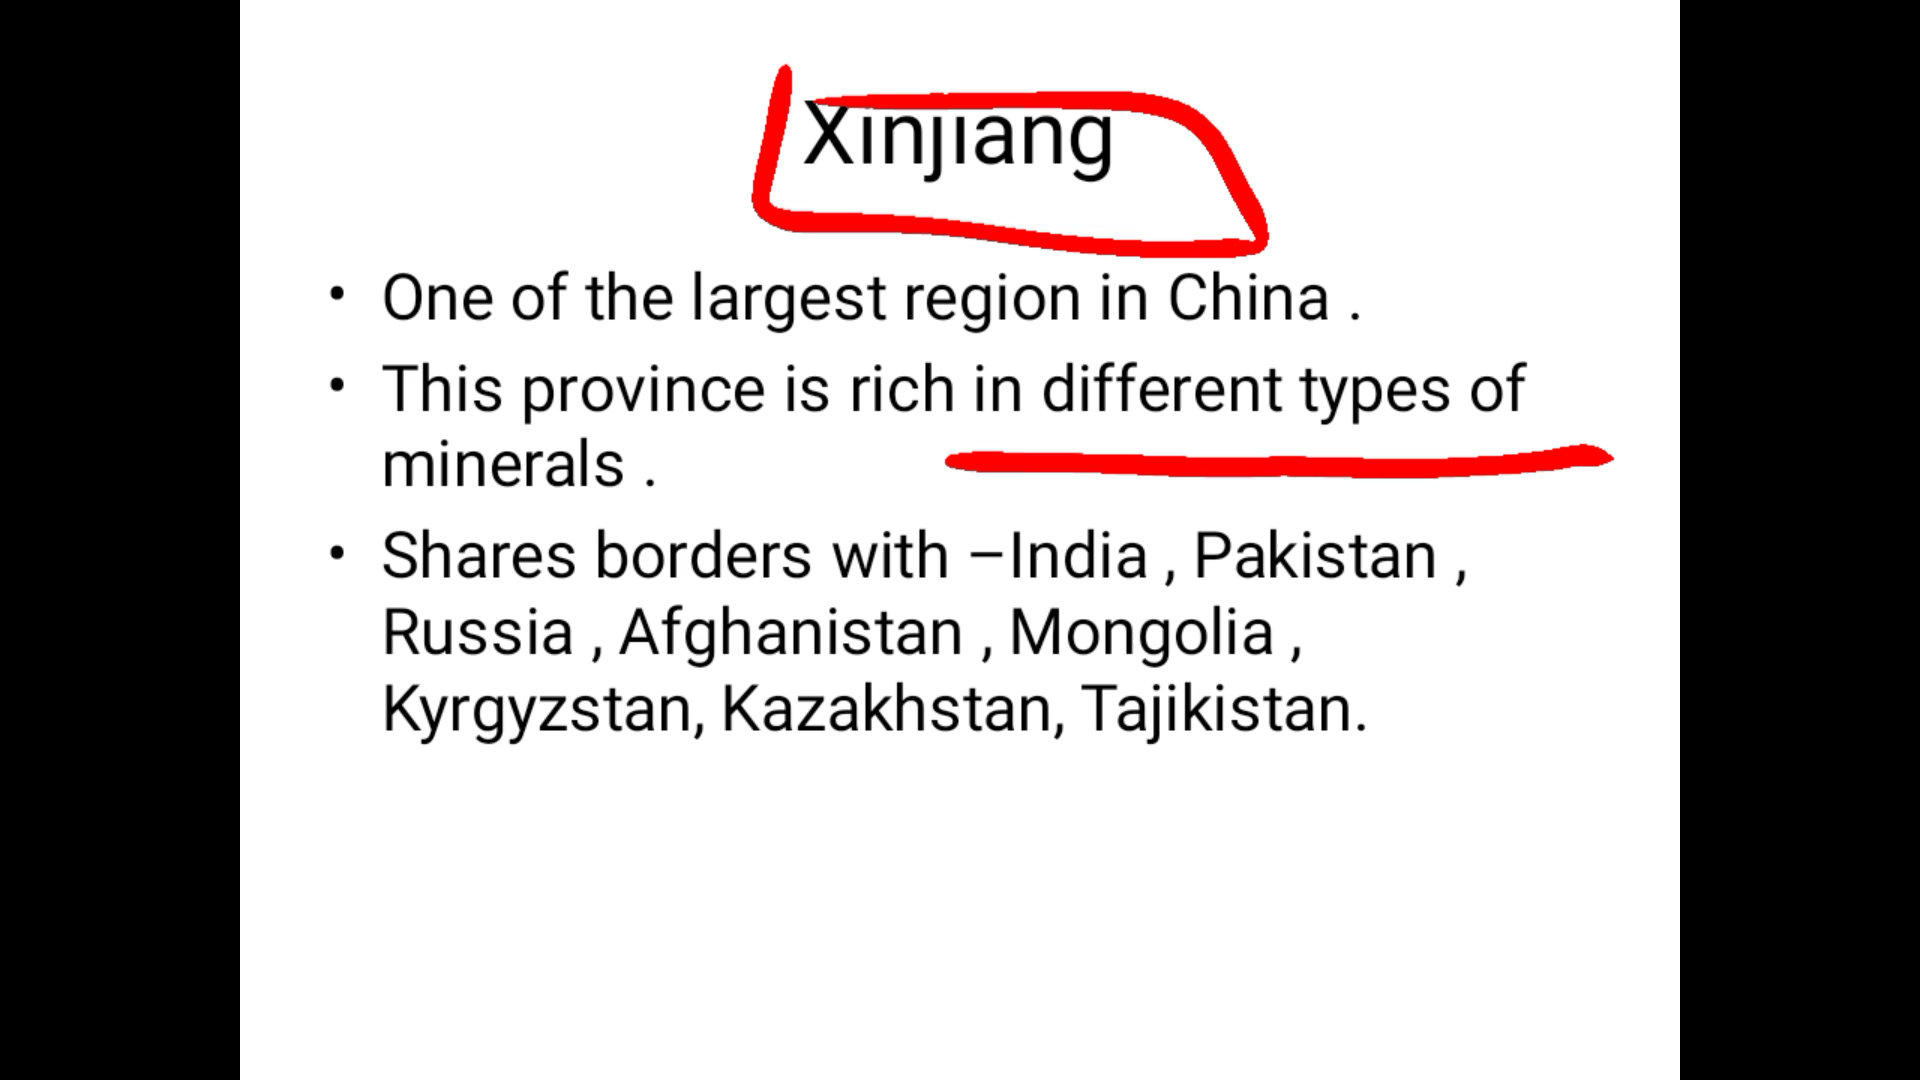 Xinjiang
• One of the largest region in China .
• This province is rich in different types of
minerals .
• Shares borders with –India , Pakistan ,
Russia , Afghanistan , Mongolia ,
Kyrgyzstan, Kazakhstan, Tajikistan.